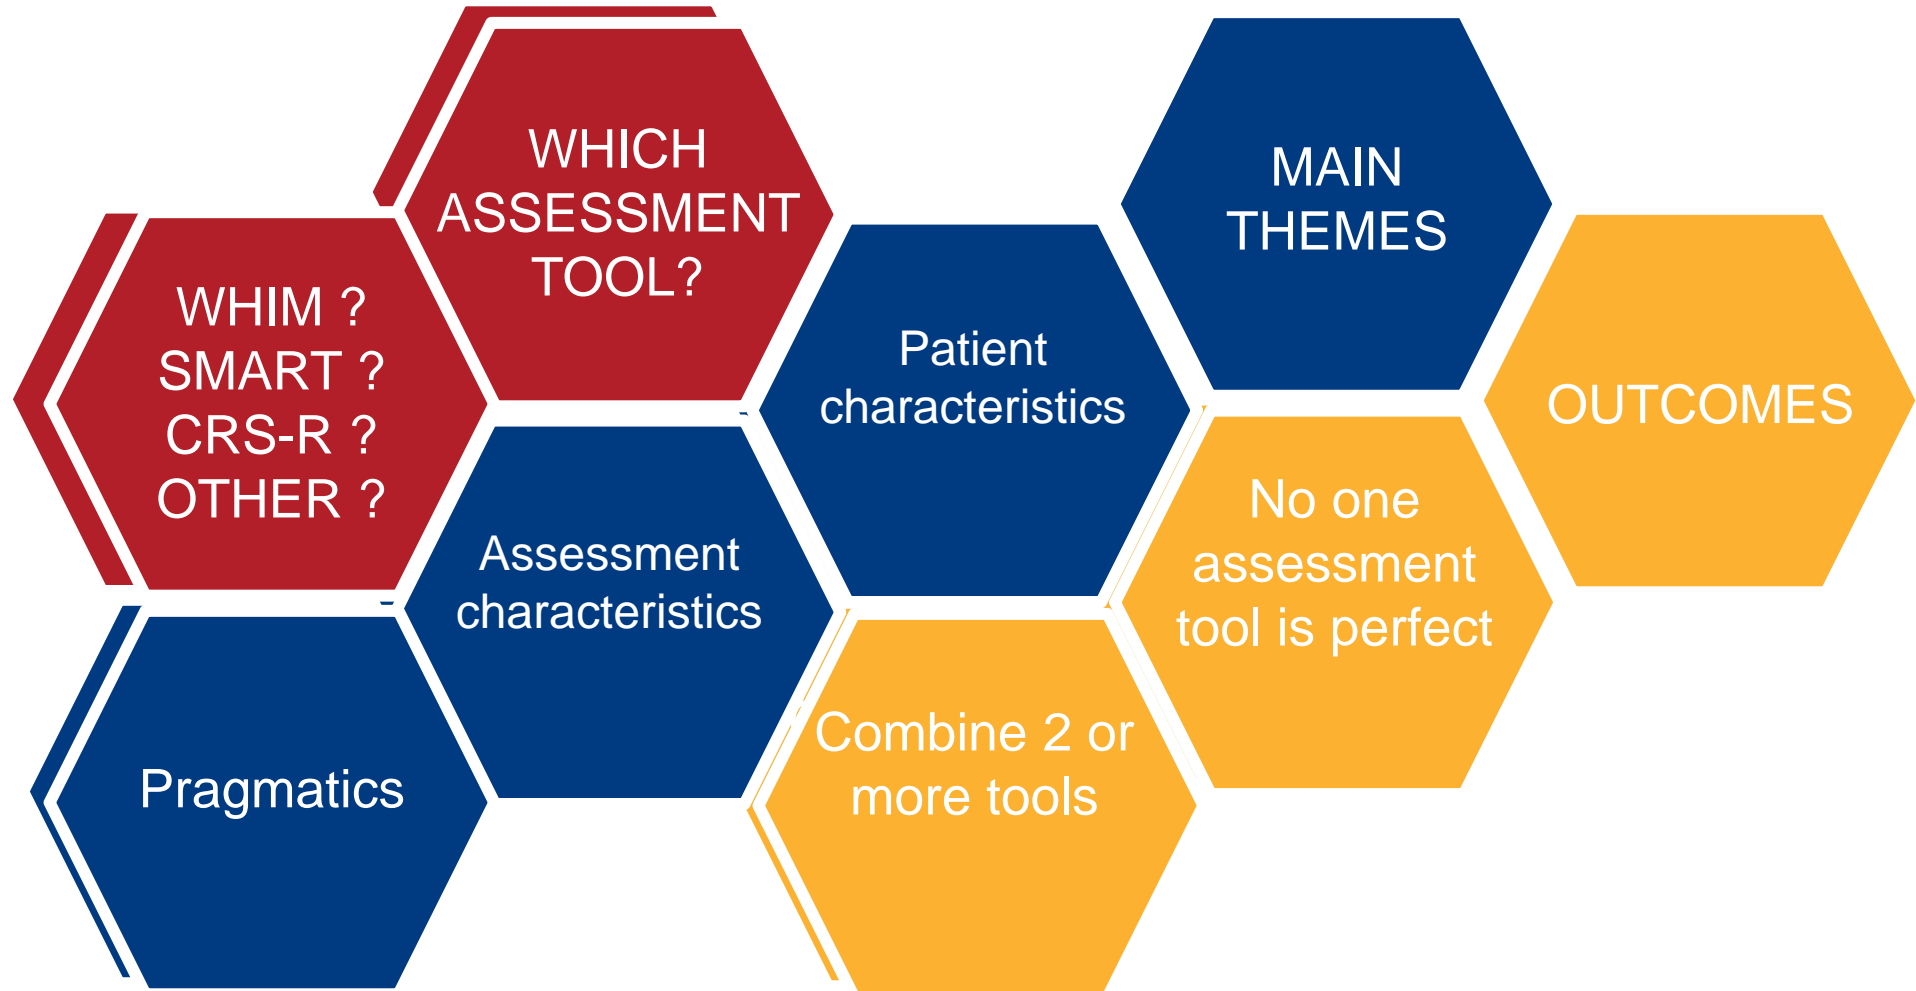 WHICH
ASSESSMENT
TOOL?
WHIM ?
SMART ?
CRS-R ?
OTHER ?
MAIN
THEMES
Patient
characteristics
Assessment
characteristics
Pragmatics
OUTCOMES
No one
assessment
tool is perfect
Combine 2 or
more tools